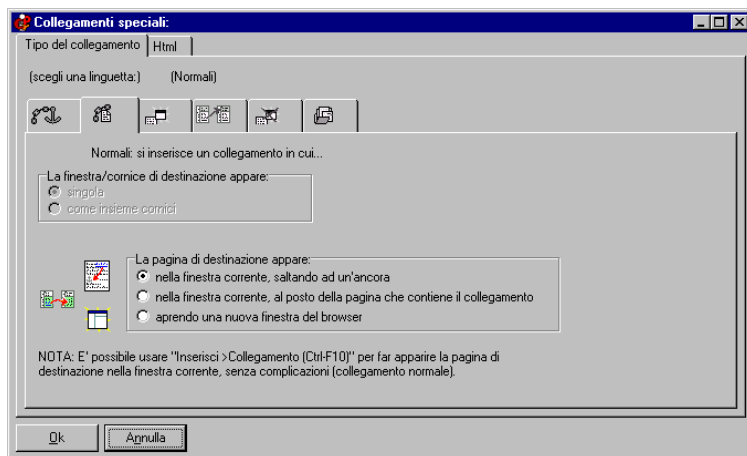 Collegamenti speciali:
Tipo del collegamento Html
(scegli una linguetta:) (Normali)
Normali: si inserisce un collegamento in cui...
La finestra/cornice di destinazione appare:
singola
come insieme cornici
La pagina di destinazione appare:
nella finestra corrente, saltando ad un'ancora
nella finestra corrente, al posto della pagina che contiene il collegamento
aprendo una nuova finestra del browser
NOTA: E' possibile usare "Inserisci >Collegamento (Ctrl-F10)" per far apparire la pagina di
destinazione nella finestra corrente, senza complicazioni (collegamento normale).
Ok Annulla